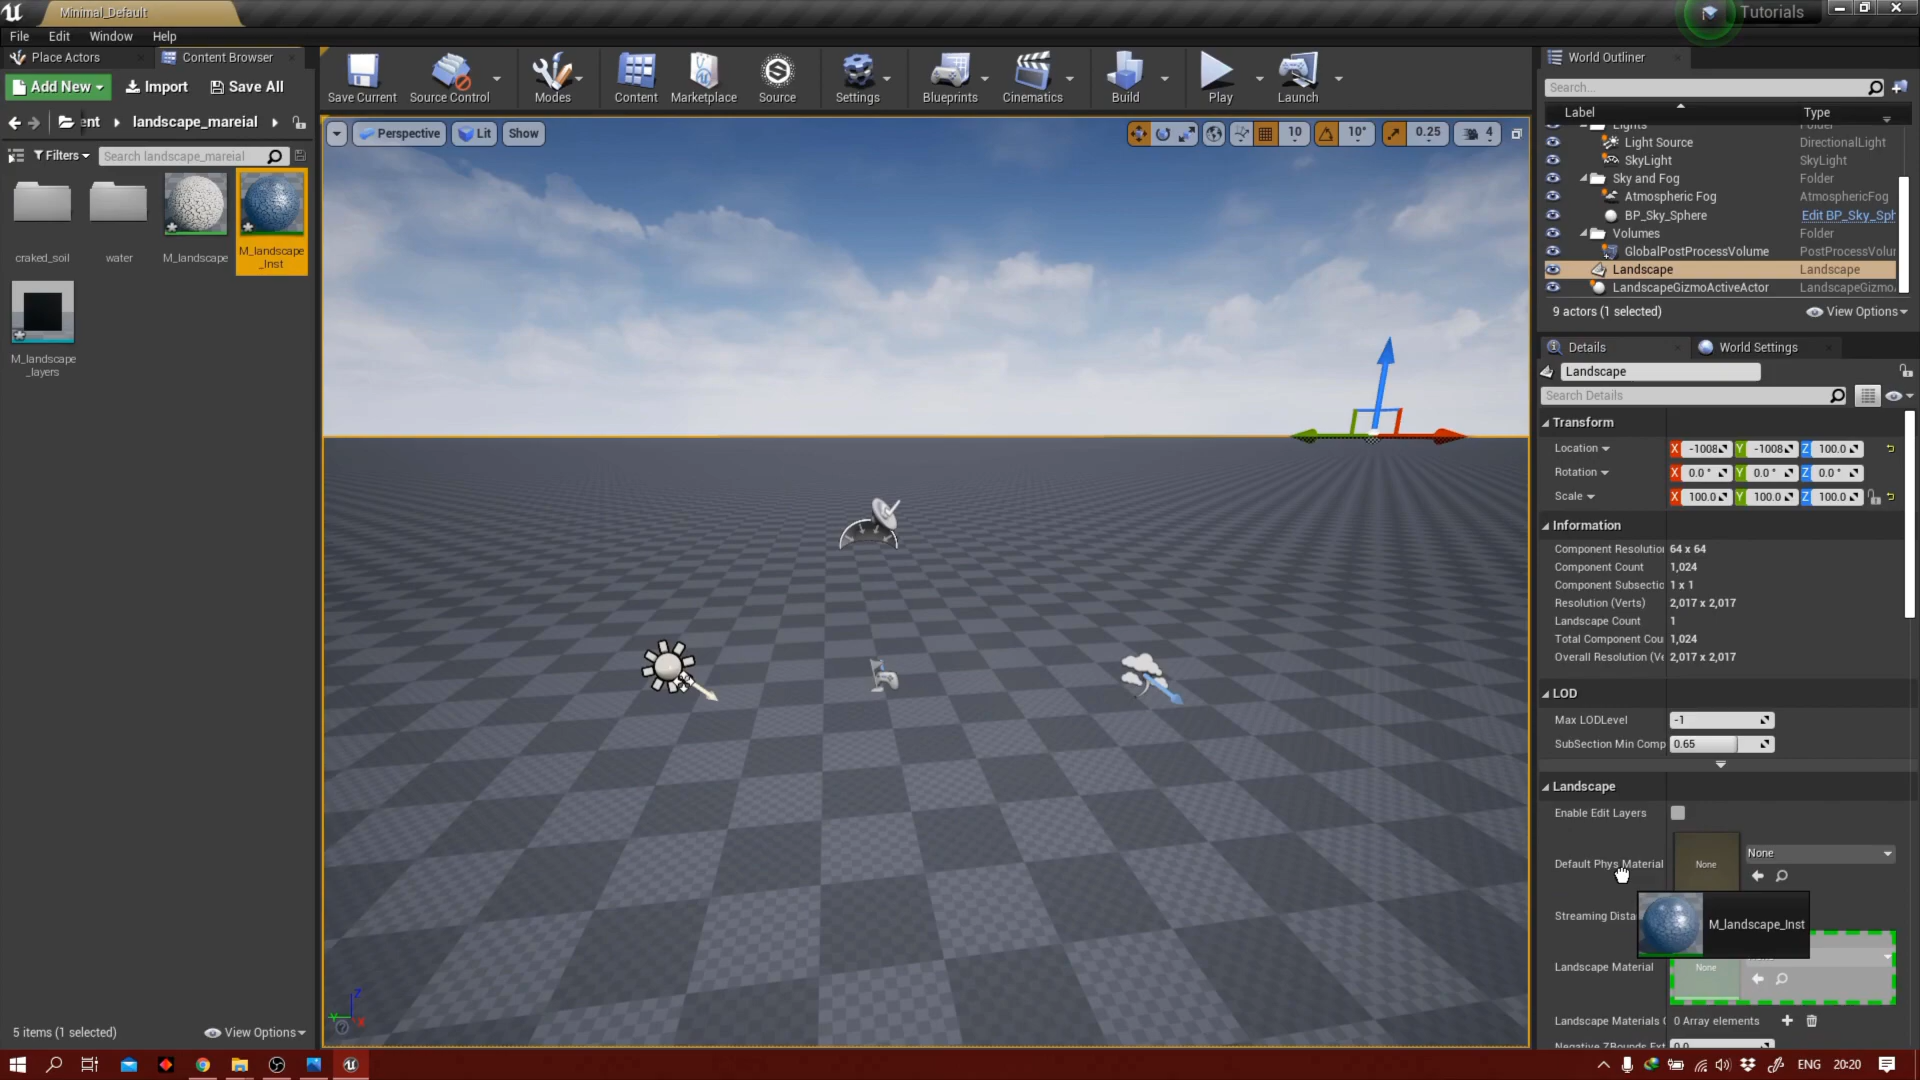 Minimal_Default
Tutorials
File Edit Window Help
Place Actors
Content Browser
Add New
Import
Save All
ent
landscape_mareial
Filters
Search landscape_mareial
craked_soil
water
M_landscape
M_landscape
_Inst
M_landscape
_layers
5 items (1 selected)
View Options
Save Current
Source Control
Modes
Content
Marketplace
Source
Settings
Blueprints
Cinematics
Build
Play
Launch
Perspective
Lit
Show
10
10°
0.25
4
Z
Y
X
World Outliner
Search...
Label
Type
Lights
Folder
Light Source
DirectionalLight
SkyLight
SkyLight
Sky and Fog
Folder
Atmospheric Fog
AtmosphericFog
BP_Sky_Sphere
Edit BP_Sky_Sph
Volumes
Folder
GlobalPostProcessVolume
PostProcessVolur
Landscape
Landscape
LandscapeGizmoActiveActor
LandscapeGizmo
9 actors (1 selected)
View Options
Details
World Settings
Landscape
Search Details
Transform
Location X -1008 Y -1008 Z 100.0
Rotation X 0.0 ° Y 0.0 ° Z 0.0 °
Scale X 100.0 Y 100.0 Z 100.0
Information
Component Resolutio 64 x 64
Component Count 1,024
Component Subsectio 1 x 1
Resolution (Verts) 2,017 x 2,017
Landscape Count 1
Total Component Cou 1,024
Overall Resolution (Ve 2,017 x 2,017
LOD
Max LODLevel -1
SubSection Min Comp 0.65
Landscape
Enable Edit Layers
Default Phys Material None None
Streaming Dista
M_landscape_Inst
Landscape Material None
Landscape Materials 0 Array elements
Negative ZBounds Ext 0.0
ENG 20:20